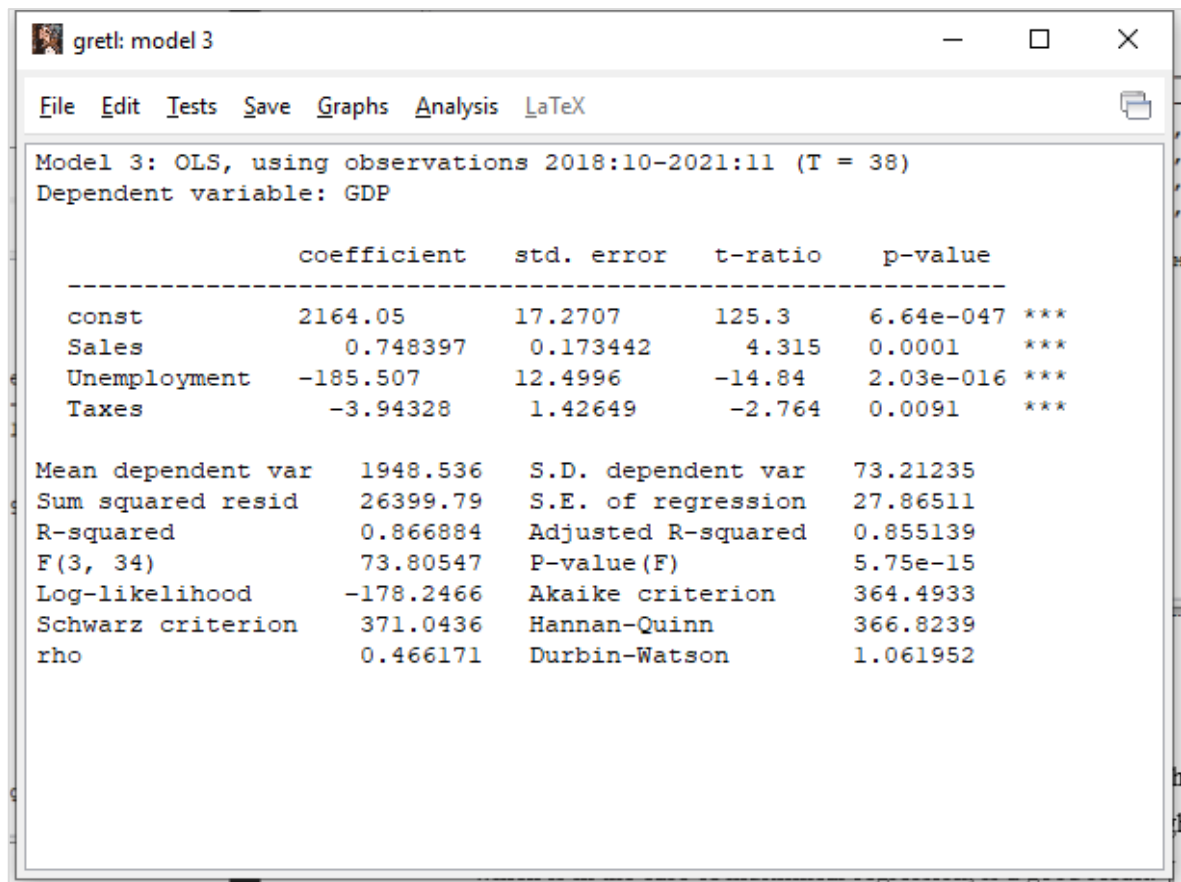 gretl: model 3
File Edit Tests Save Graphs Analysis LaTeX
Model 3: OLS, using observations 2018:10-2021:11 (T = 38)
Dependent variable: GDP
coefficient std. error t-ratio p-value
---------------------------------------------------------------
const 2164.05 17.2707 125.3 6.64e-047 ***
Sales 0.748397 0.173442 4.315 0.0001 ***
Unemployment -185.507 12.4996 -14.84 2.03e-016 ***
Taxes -3.94328 1.42649 -2.764 0.0091 ***
Mean dependent var 1948.536 S.D. dependent var 73.21235
Sum squared resid 26399.79 S.E. of regression 27.86511
R-squared 0.866884 Adjusted R-squared 0.855139
F(3, 34) 73.80547 P-value(F) 5.75e-15
Log-likelihood -178.2466 Akaike criterion 364.4933
Schwarz criterion 371.0436 Hannan-Quinn 366.8239
rho 0.466171 Durbin-Watson 1.061952